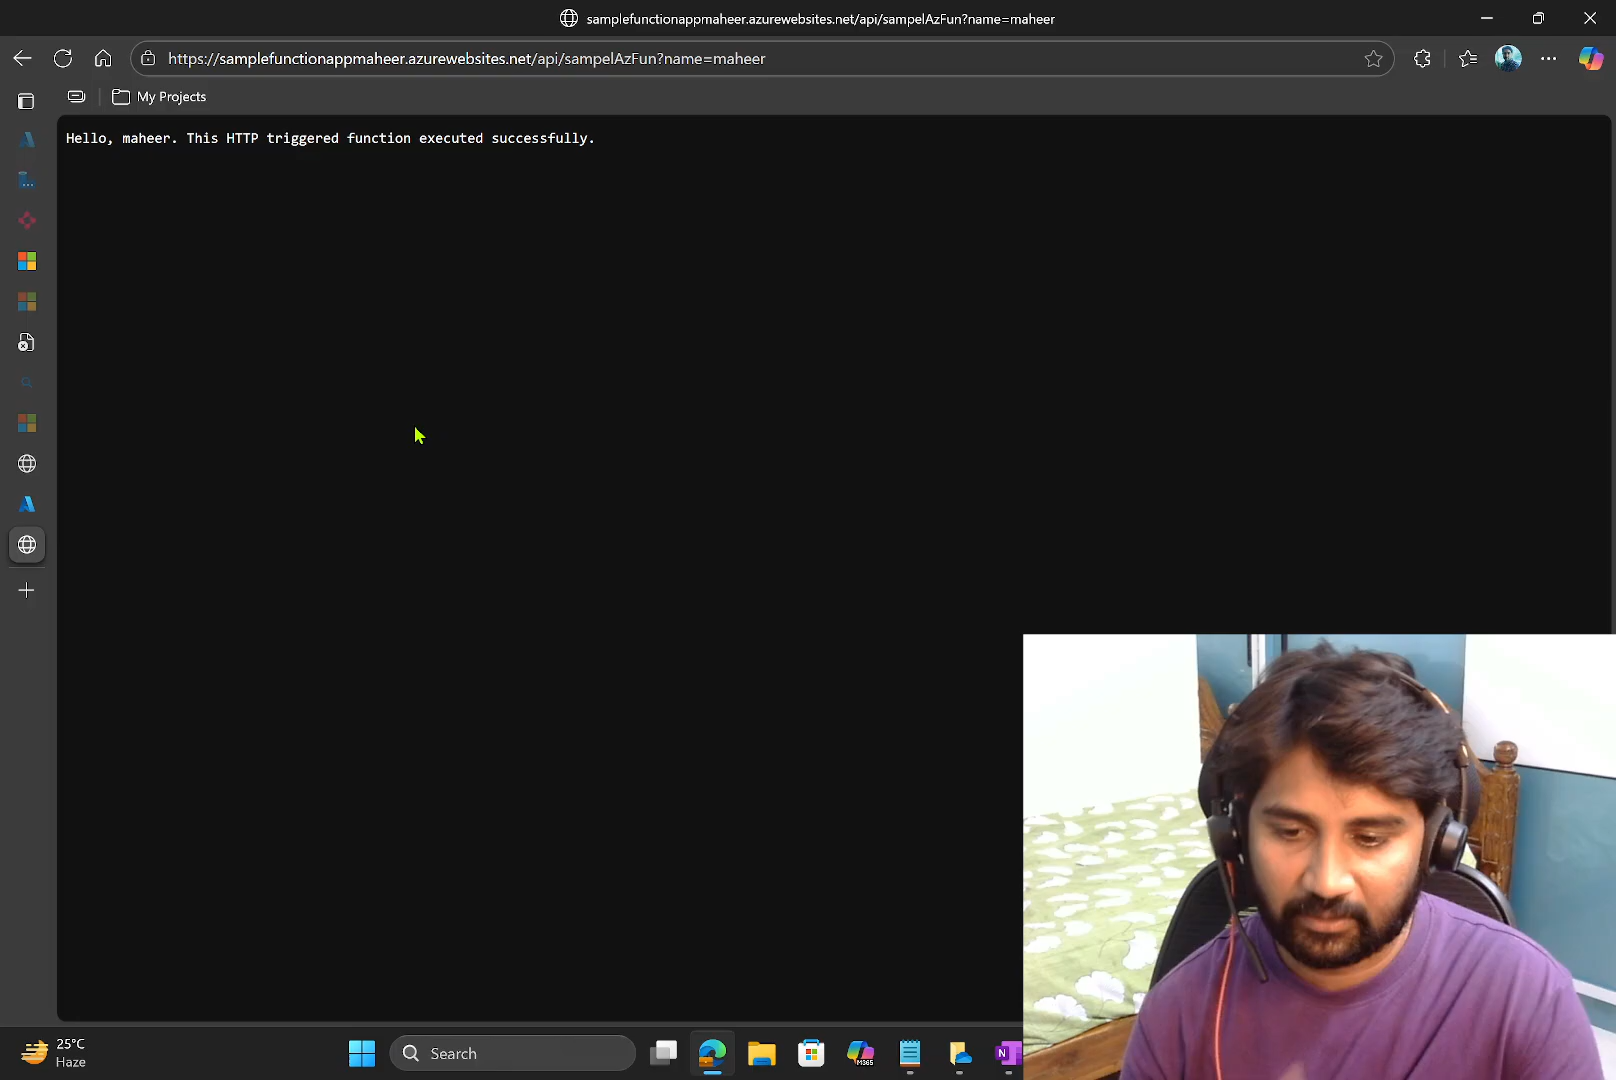 samplefunctionappmaheer.azurewebsites.net/api/sampelAzFun?name=maheer
https://samplefunctionappmaheer.azurewebsites.net/api/sampelAzFun?name=maheer
My Projects
Hello, maheer. This HTTP triggered function executed successfully.
25°C
Haze
Search
M365
N